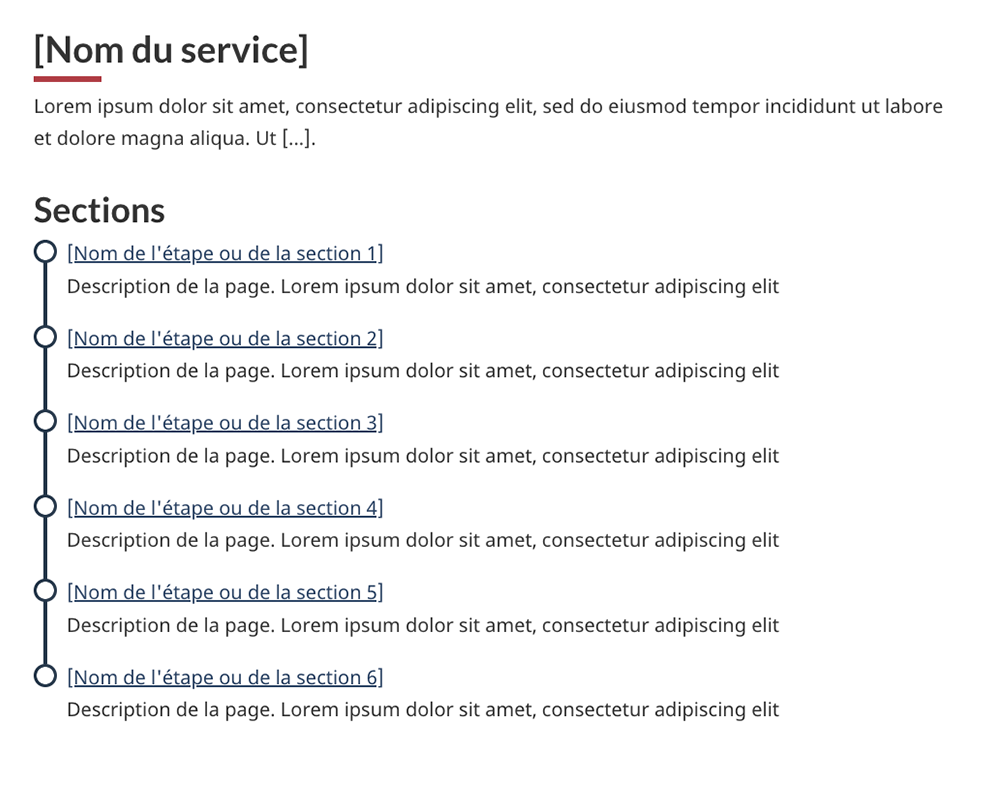 [Nom du service]
Lorem ipsum dolor sit amet, consectetur adipiscing elit, sed do eiusmod tempor incididunt ut labore
et dolore magna aliqua. Ut [...].
Sections
[Nom de l'étape ou de la section 1]
Description de la page. Lorem ipsum dolor sit amet, consectetur adipiscing elit
[Nom de l'étape ou de la section 2]
Description de la page. Lorem ipsum dolor sit amet, consectetur adipiscing elit
[Nom de l'étape ou de la section 3]
Description de la page. Lorem ipsum dolor sit amet, consectetur adipiscing elit
[Nom de l'étape ou de la section 4]
Description de la page. Lorem ipsum dolor sit amet, consectetur adipiscing elit
[Nom de l'étape ou de la section 5]
Description de la page. Lorem ipsum dolor sit amet, consectetur adipiscing elit
[Nom de l'étape ou de la section 6]
Description de la page. Lorem ipsum dolor sit amet, consectetur adipiscing elit